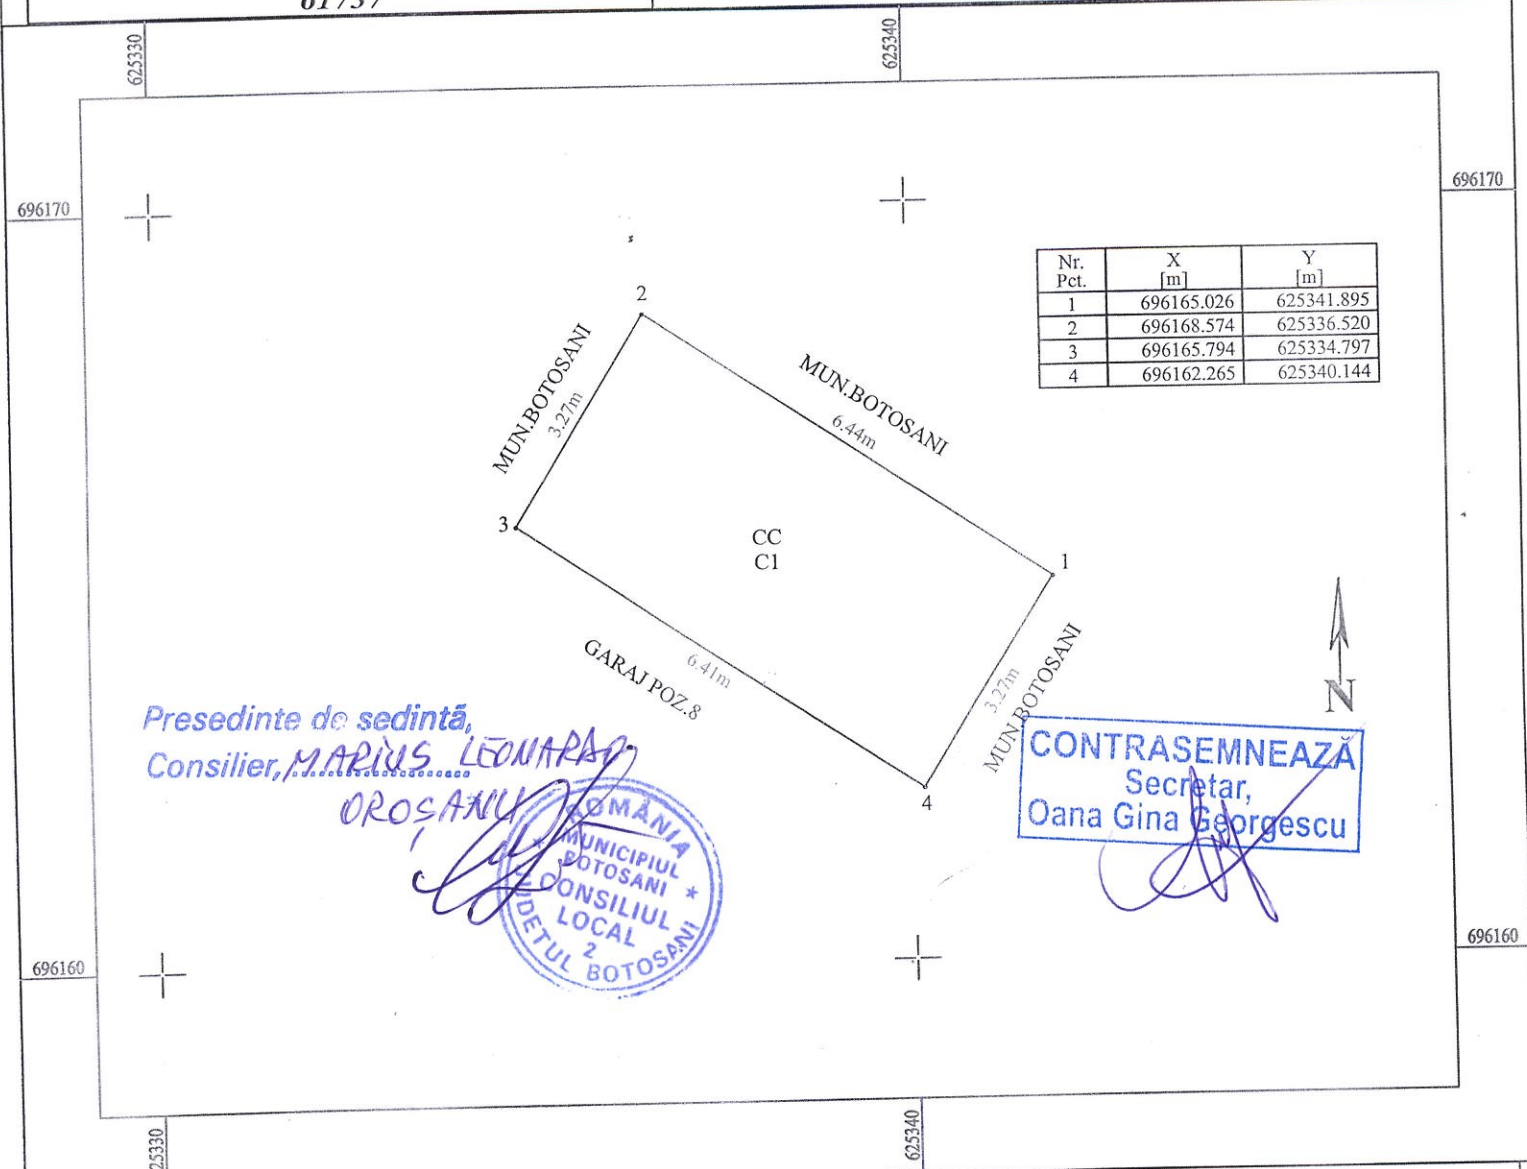 61757
625330
625340
696170
696170
Nr.
Pct.
X
[m]
Y
[m]
1 696165.026 625341.895
2 696168.574 625336.520
3 696165.794 625334.797
4 696162.265 625340.144
2
MUN.BOTOSANI
3.27m
MUN.BOTOSANI
6.44m
3
CC
C1
1
GARAJ POZ.8
6.41m
MUN.BOTOSANI
3.27m
4
N
Presedinte de sedintă,
Consilier, MARIUS LEONARD
OROȘANU
ROMÂNIA
MUNICIPIUL
BOTOSANI
CONSILIUL
LOCAL
2
JUDETUL BOTOSANI
CONTRASEMNEAZĂ
Secretar,
Oana Gina Georgescu
696160
696160
25330
625340